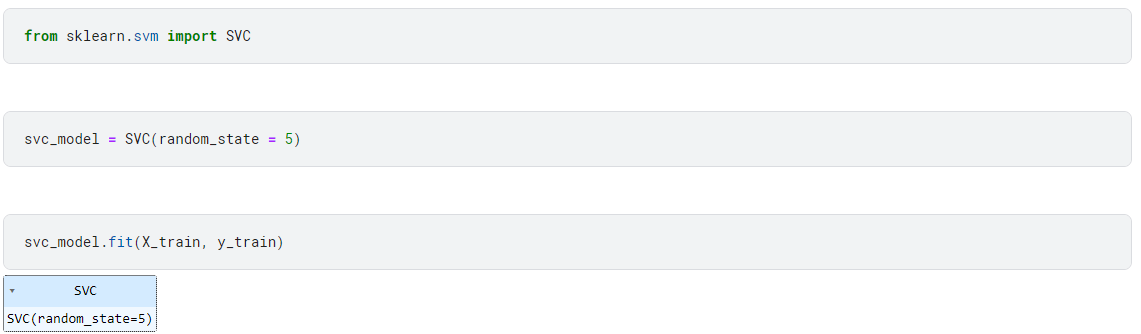 from sklearn.svm import SVC
svc_model = SVC(random_state = 5)
svc_model.fit(X_train, y_train)
SVC
SVC(random_state=5)